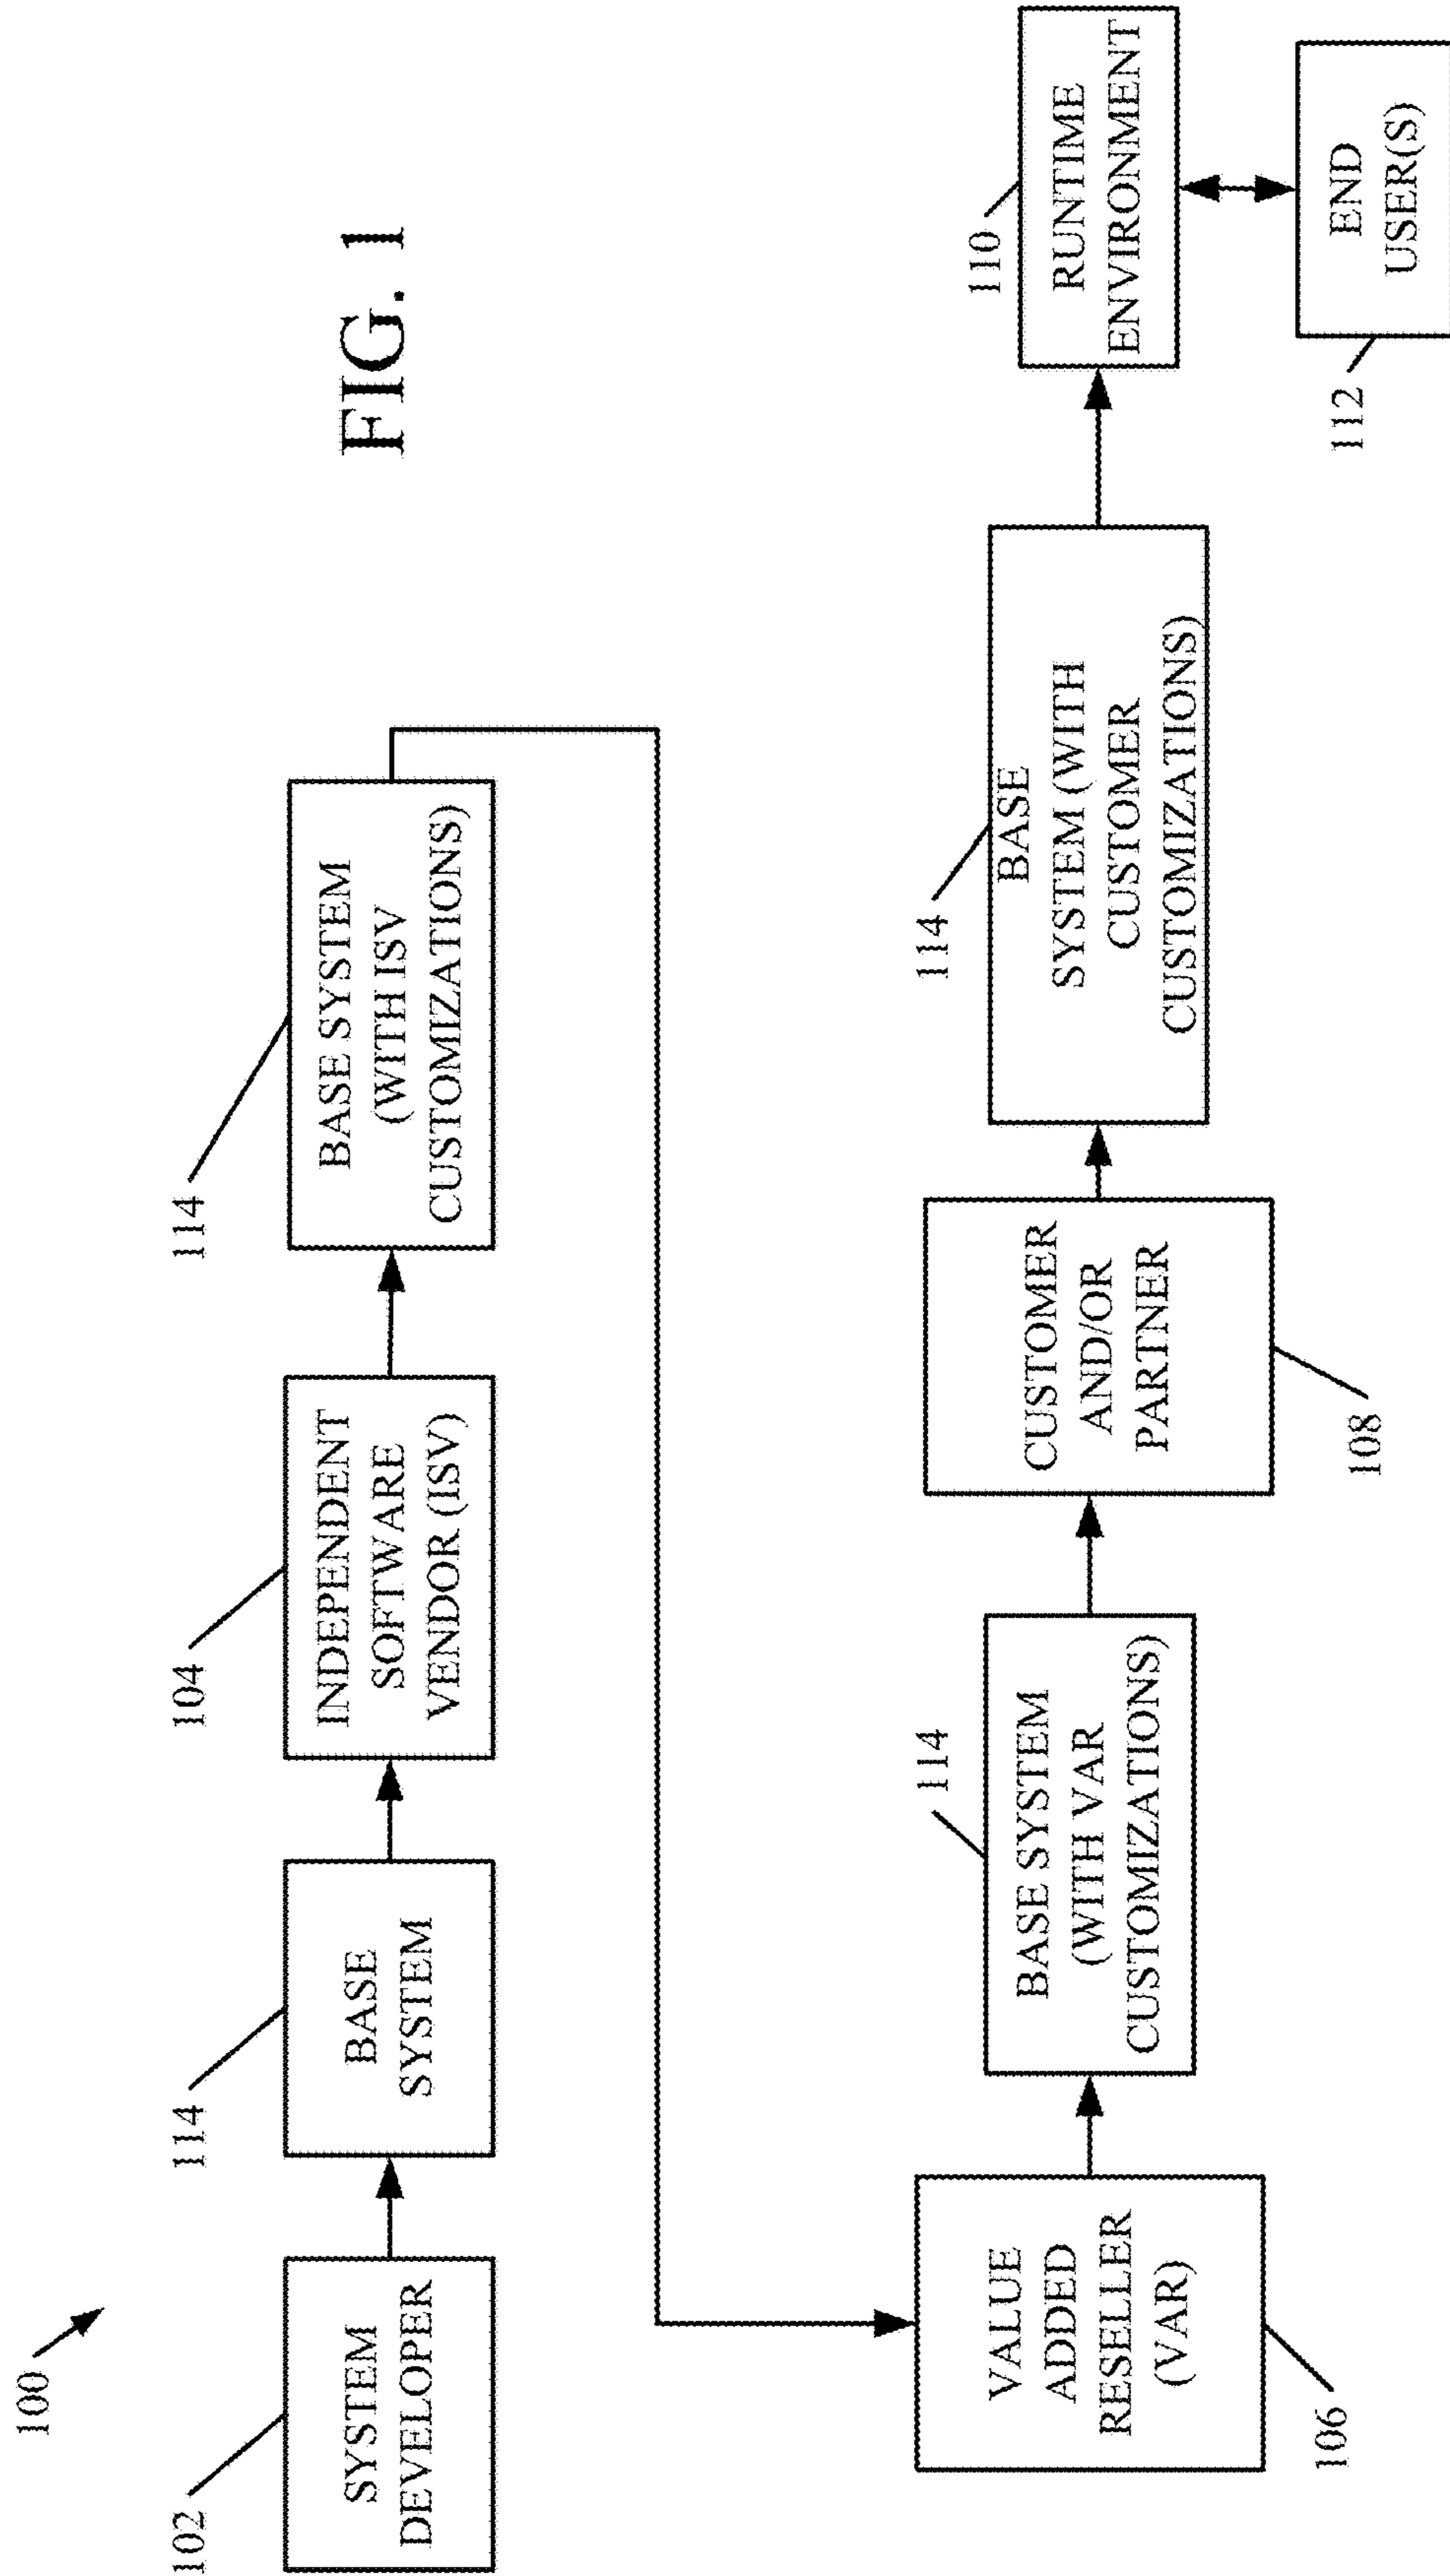 100
FIG. 1
102
SYSTEM
DEVELOPER
114
BASE
SYSTEM
104
INDEPENDENT
SOFTWARE
VENDOR (ISV)
114
BASE SYSTEM
(WITH ISV
CUSTOMIZATIONS)
VALUE
ADDED
RESELLER
(VAR)
106
114
BASE SYSTEM
(WITH VAR
CUSTOMIZATIONS)
CUSTOMER
AND/OR
PARTNER
108
114
BASE
SYSTEM (WITH
CUSTOMER
CUSTOMIZATIONS)
110
RUNTIME
ENVIRONMENT
112
END
USER(S)